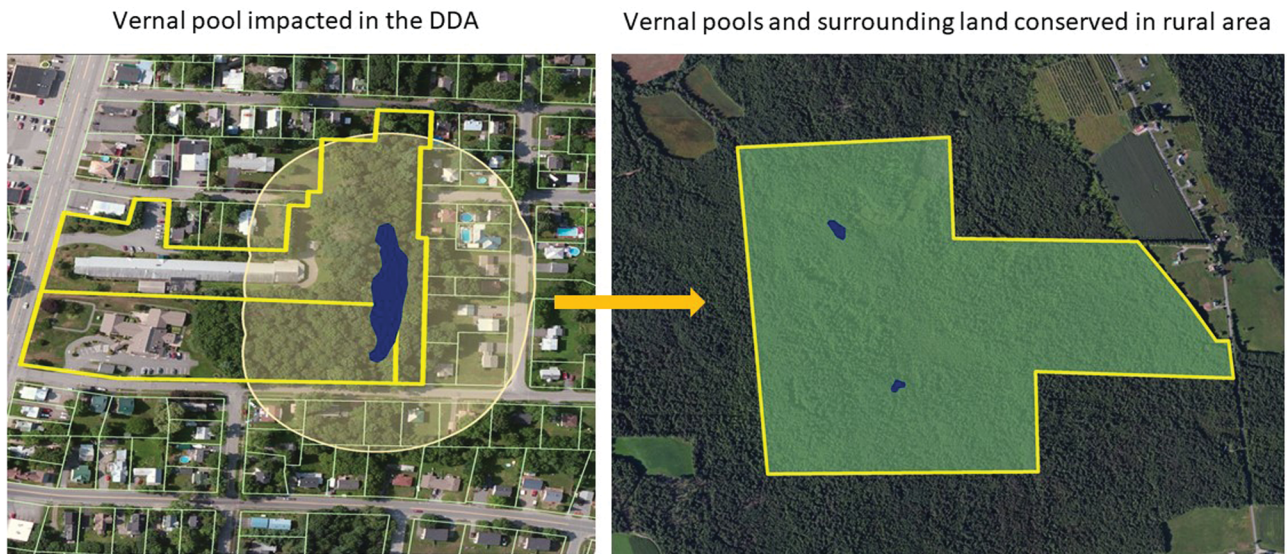 Vernal pool impacted in the DDA
Vernal pools and surrounding land conserved in rural area